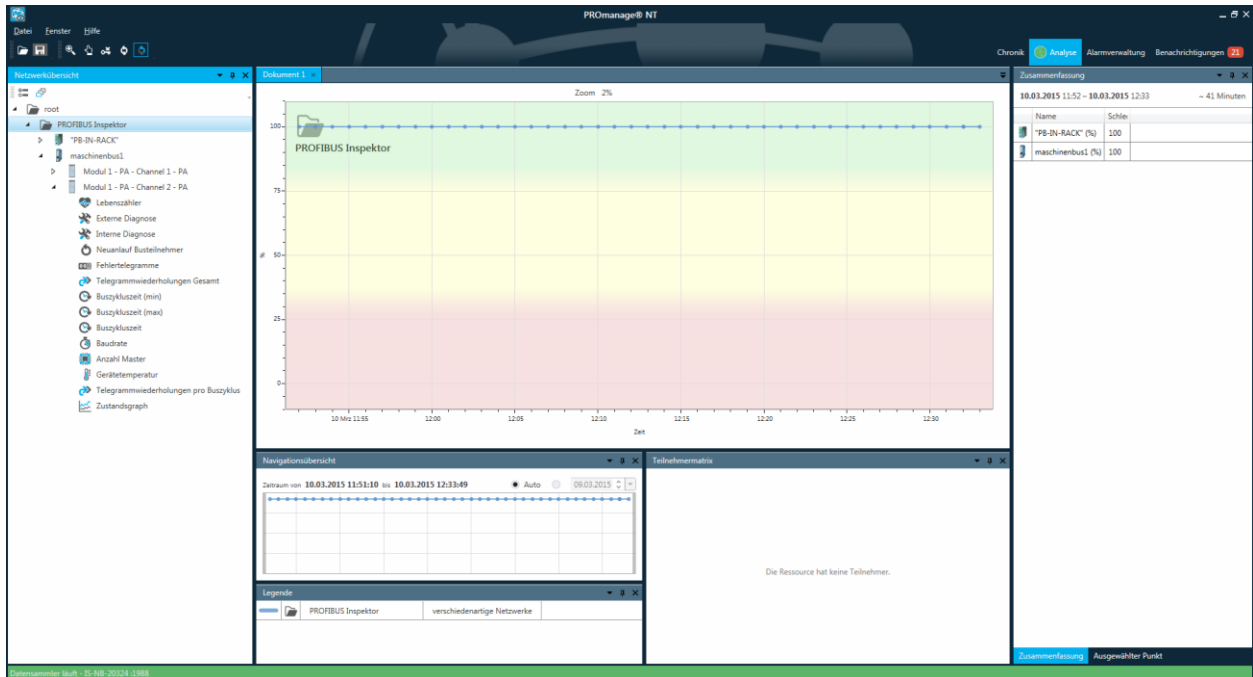 PROmanage® NT
Datei Fenster Hilfe
Chronik Analyse Alarmverwaltung Benachrichtigungen 21
Netzwerkübersicht
root
PROFIBUS Inspektor
"PB-IN-RACK"
maschinenbus1
Modul 1 - PA - Channel 1 - PA
Modul 1 - PA - Channel 2 - PA
Lebenszähler
Externe Diagnose
Interne Diagnose
Neuanlauf Busteilnehmer
Fehlertelegramme
Telegrammwiederholungen Gesamt
Buszykluszeit (min)
Buszykluszeit (max)
Buszykluszeit
Baudrate
Anzahl Master
Gerätetemperatur
Telegrammwiederholungen pro Buszyklus
Zustandsgraph
Dokument 1
Zoom 2%
100
PROFIBUS Inspektor
75
%
50
25
0
10 Mrz 11:55 12:00 12:05 12:10 12:15 12:20 12:25 12:30
Zeit
Navigationsübersicht
Zeitraum von 10.03.2015 11:51:10 bis 10.03.2015 12:33:49 Auto 09.03.2015
Legende
PROFIBUS Inspektor verschiedenartige Netzwerke
Teilnehmermatrix
Die Ressource hat keine Teilnehmer.
Zusammenfassung
10.03.2015 11:52 – 10.03.2015 12:33 ~ 41 Minuten
Name Schlec
"PB-IN-RACK" (%) 100
maschinenbus1 (%) 100
Zusammenfassung Ausgewählter Punkt
Datensammler läuft - IS-NB-20324 :1988